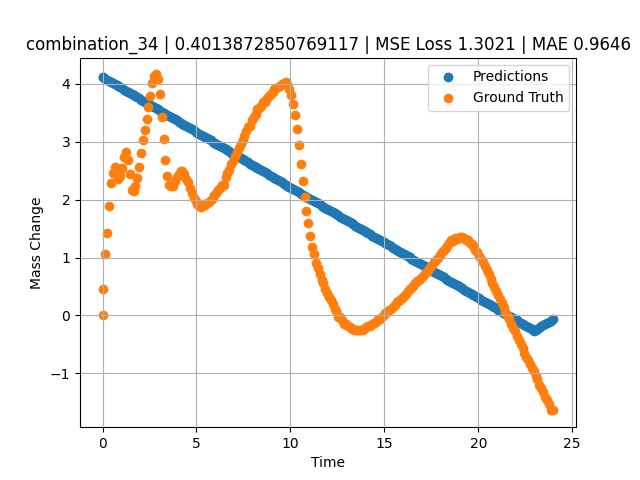 combination_34 | 0.4013872850769117 | MSE Loss 1.3021 | MAE 0.9646
Predictions
Ground Truth
4
3
2
1
0
−1
Mass Change
0
5
10
15
20
25
Time